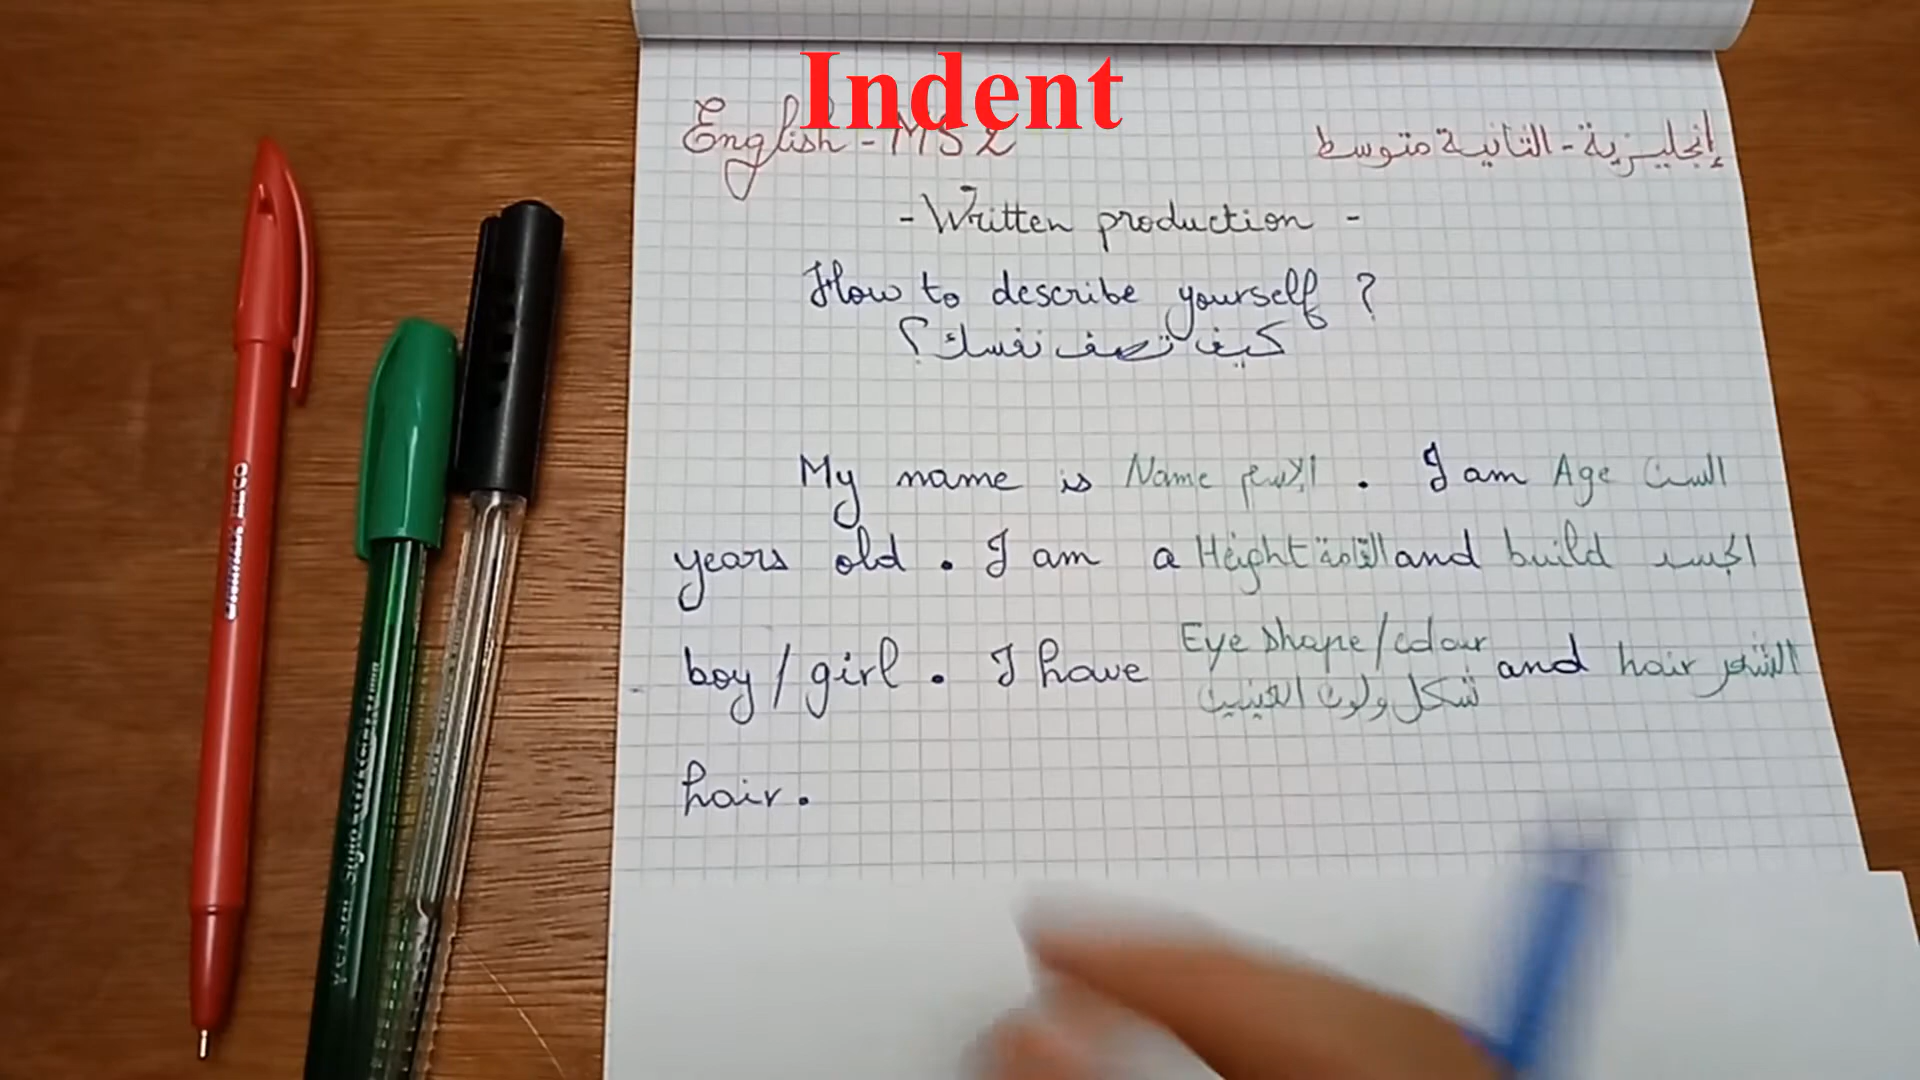 Indent
English - MS2 إنجليزية - الثانية متوسط
- Written production -
How to describe yourself ?
كيف تصف نفسك ؟
My name is Name الإسم . I am Age السن
years old . I am a Height القامة and build الجسد
boy / girl . I have Eye shape / colour شكل ولون العينين and hair الشعر
hair .